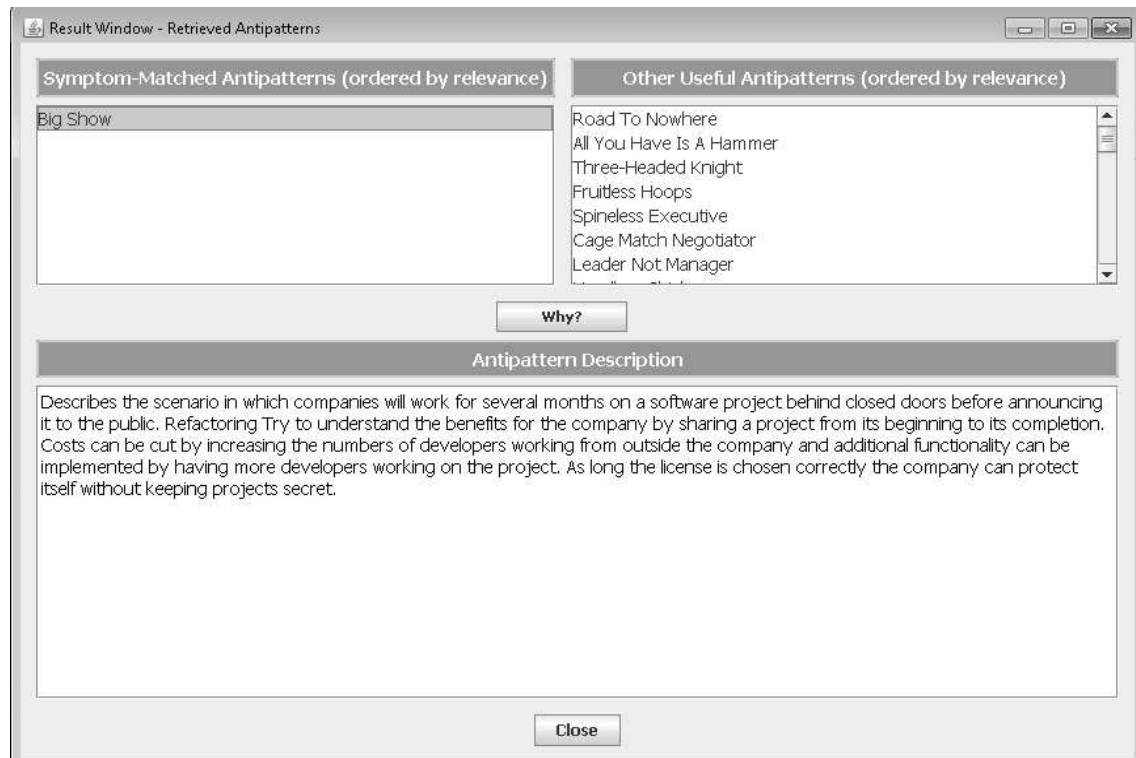 Result Window - Retrieved Antipatterns
Symptom-Matched Antipatterns (ordered by relevance)
Other Useful Antipatterns (ordered by relevance)
Big Show
Road To Nowhere
All You Have Is A Hammer
Three-Headed Knight
Fruitless Hoops
Spineless Executive
Cage Match Negotiator
Leader Not Manager
Why?
Antipattern Description
Describes the scenario in which companies will work for several months on a software project behind closed doors before announcing
it to the public. Refactoring Try to understand the benefits for the company by sharing a project from its beginning to its completion.
Costs can be cut by increasing the numbers of developers working from outside the company and additional functionality can be
implemented by having more developers working on the project. As long the license is chosen correctly the company can protect
itself without keeping projects secret.
Close